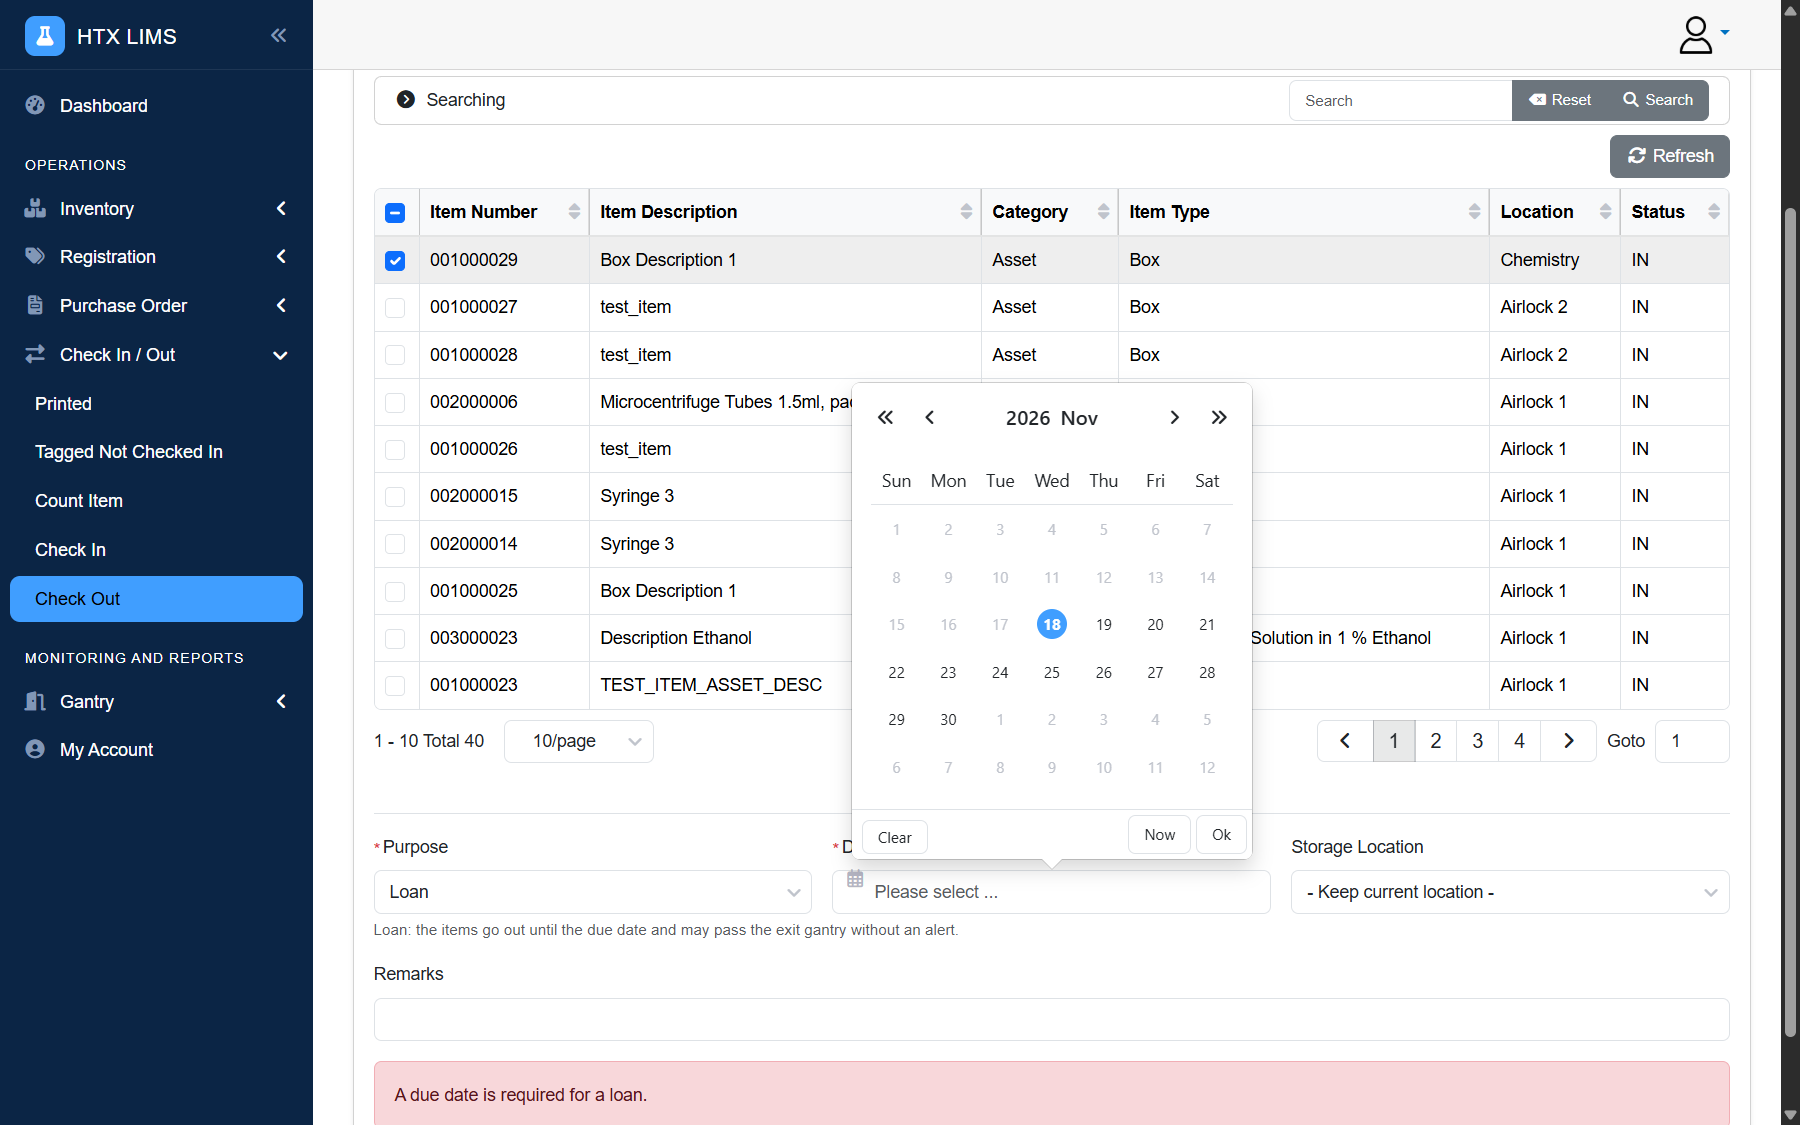 HTX LIMS
Dashboard
OPERATIONS
Inventory
Registration
Purchase Order
Check In / Out
Printed
Tagged Not Checked In
Count Item
Check In
Check Out
MONITORING AND REPORTS
Gantry
My Account
Searching
Search
Reset
Search
Refresh
Item Number Item Description Category Item Type Location Status
001000029 Box Description 1 Asset Box Chemistry IN
001000027 test_item Asset Box Airlock 2 IN
001000028 test_item Asset Box Airlock 2 IN
002000006 Microcentrifuge Tubes 1.5ml, Airlock 1 IN
001000026 test_item Airlock 1 IN
002000015 Syringe 3 Airlock 1 IN
002000014 Syringe 3 Airlock 1 IN
001000025 Box Description 1 Airlock 1 IN
003000023 Description Ethanol Solution in 1 % Ethanol Airlock 1 IN
001000023 TEST_ITEM_ASSET_DESC Airlock 1 IN
2026 Nov
Sun Mon Tue Wed Thu Fri Sat
1 2 3 4 5 6 7
8 9 10 11 12 13 14
15 16 17 18 19 20 21
22 23 24 25 26 27 28
29 30 1 2 3 4 5
6 7 8 9 10 11 12
Clear Now Ok
1 - 10 Total 40 10/page 1 2 3 4 Goto 1
*Purpose
Loan
Loan: the items go out until the due date and may pass the exit gantry without an alert.
*
Please select ...
Storage Location
- Keep current location -
Remarks
A due date is required for a loan.